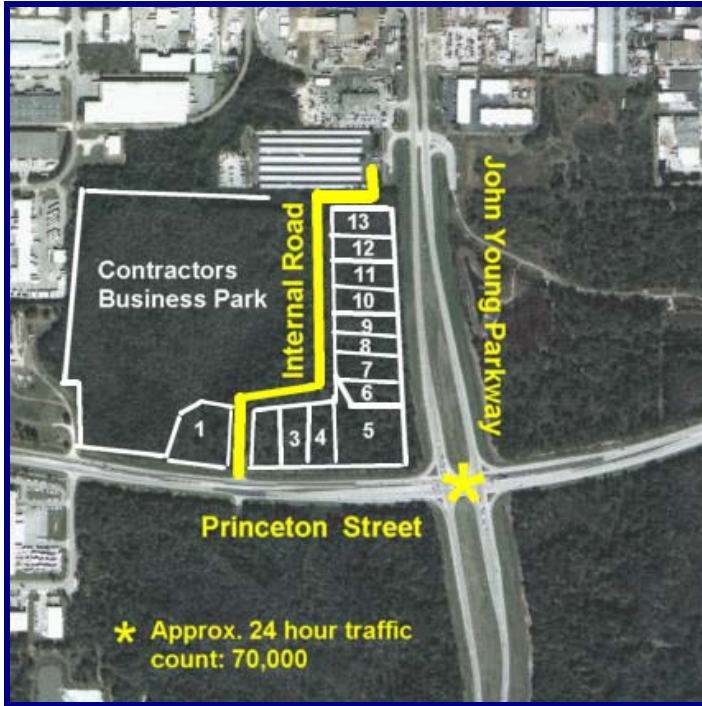 13
12
11
10
9
8
7
6
5
4
3
1
Contractors
Business Park
Internal Road
John Young Parkway
Princeton Street
* Approx. 24 hour traffic
count: 70,000